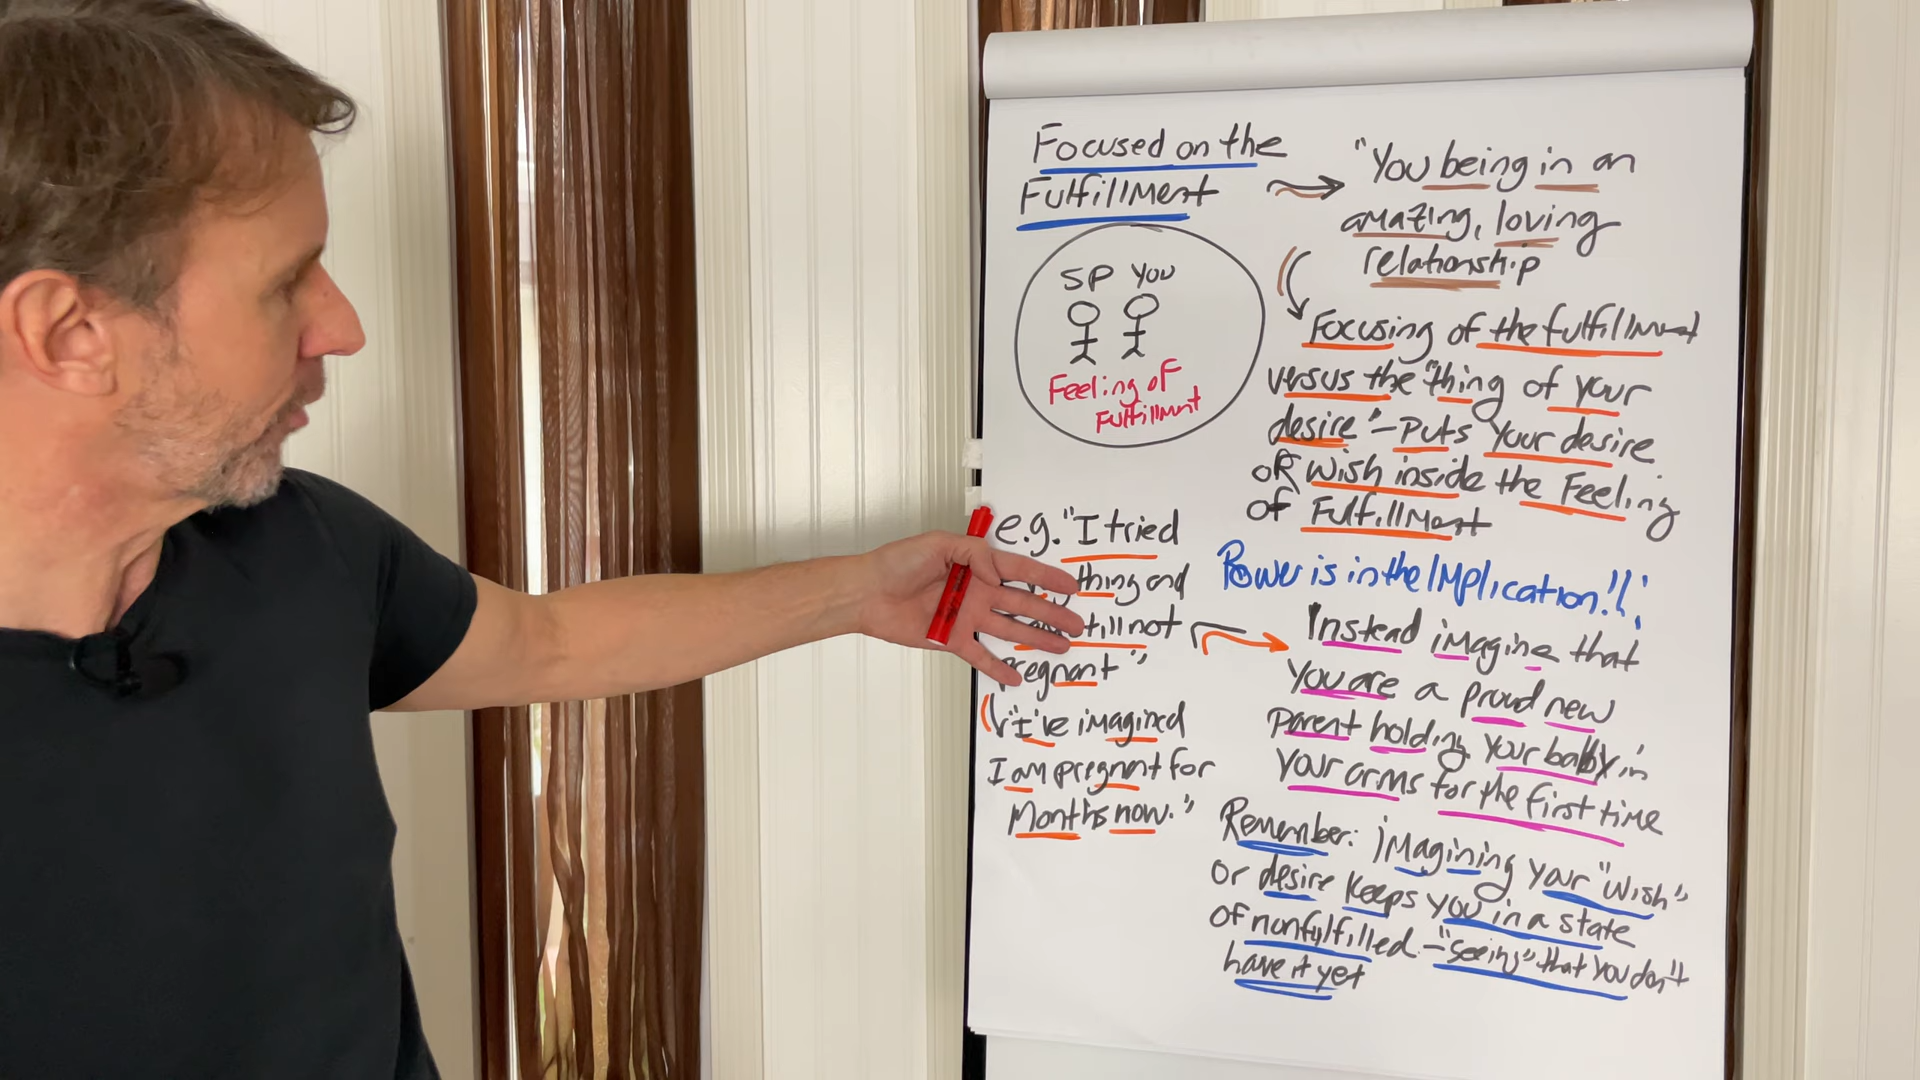 Focused on the
Fulfillment
"You being in an
amazing, loving
relationship
SP YOU
Feeling of
Fulfillment
Focusing of the fulfillment
versus the "thing of your
desire" - puts your desire
or wish inside the Feeling
of Fulfillment
Power is in the Implication!!!
e.g. "I tried
thing and
still not
pregnant"
"I've imagined
I am pregnant for
Months now."
Instead imagine that
you are a proud new
parent holding your baby in
your arms for the first time
Remember: imagining your "wish"
or desire keeps you in a state
of nonfulfilled - "seeing" that you don't
have it yet